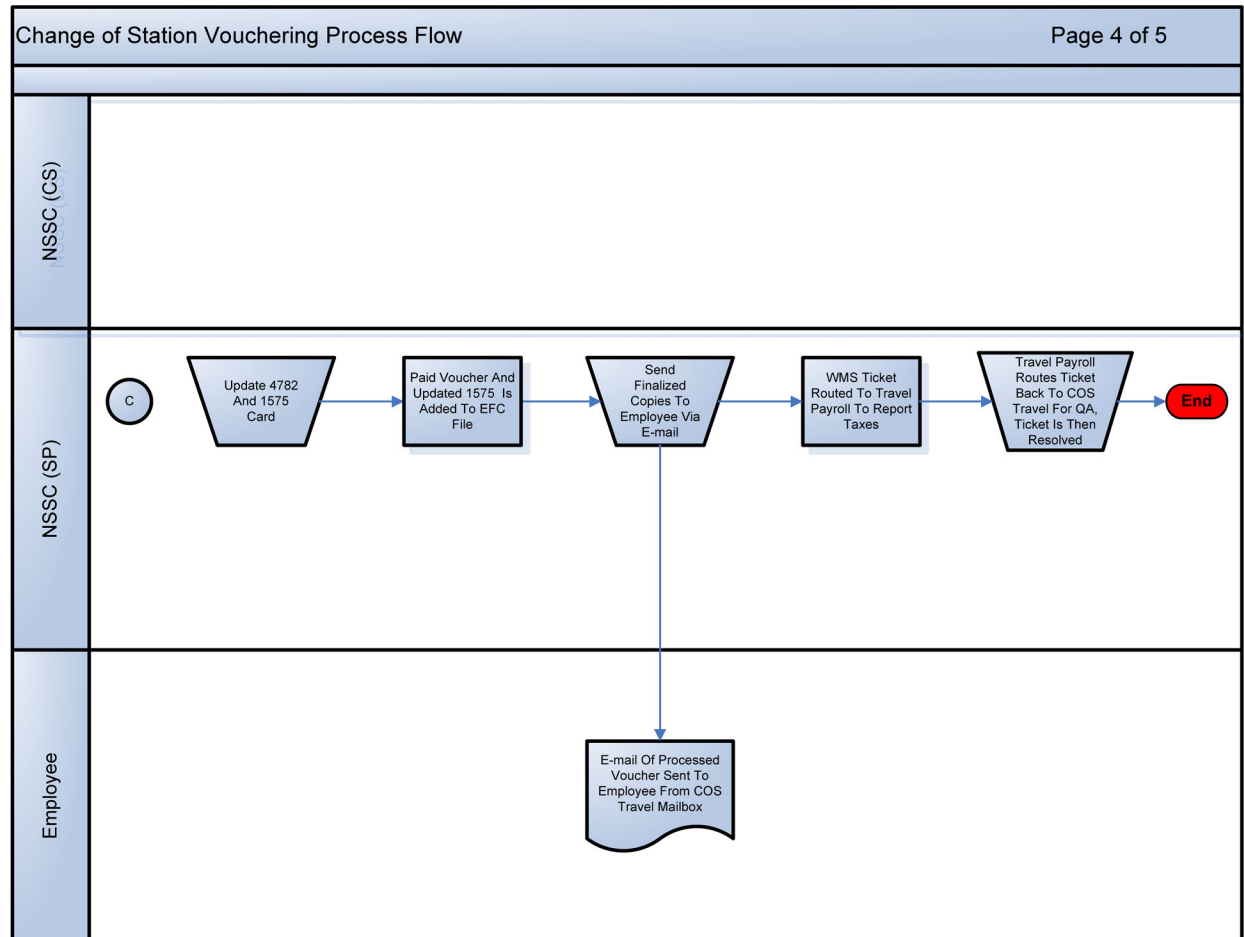 Change of Station Vouchering Process Flow
Page 4 of 5
NSSC (CS)
NSSC (SP)
C
Update 4782
And 1575
Card
Paid Voucher And
Updated 1575 Is
Added To EFC
File
Send
Finalized
Copies To
Employee Via
E-mail
WMS Ticket
Routed To Travel
Payroll To Report
Taxes
Travel Payroll
Routes Ticket
Back To COS
Travel For QA,
Ticket Is Then
Resolved
End
Employee
E-mail Of Processed
Voucher Sent To
Employee From COS
Travel Mailbox